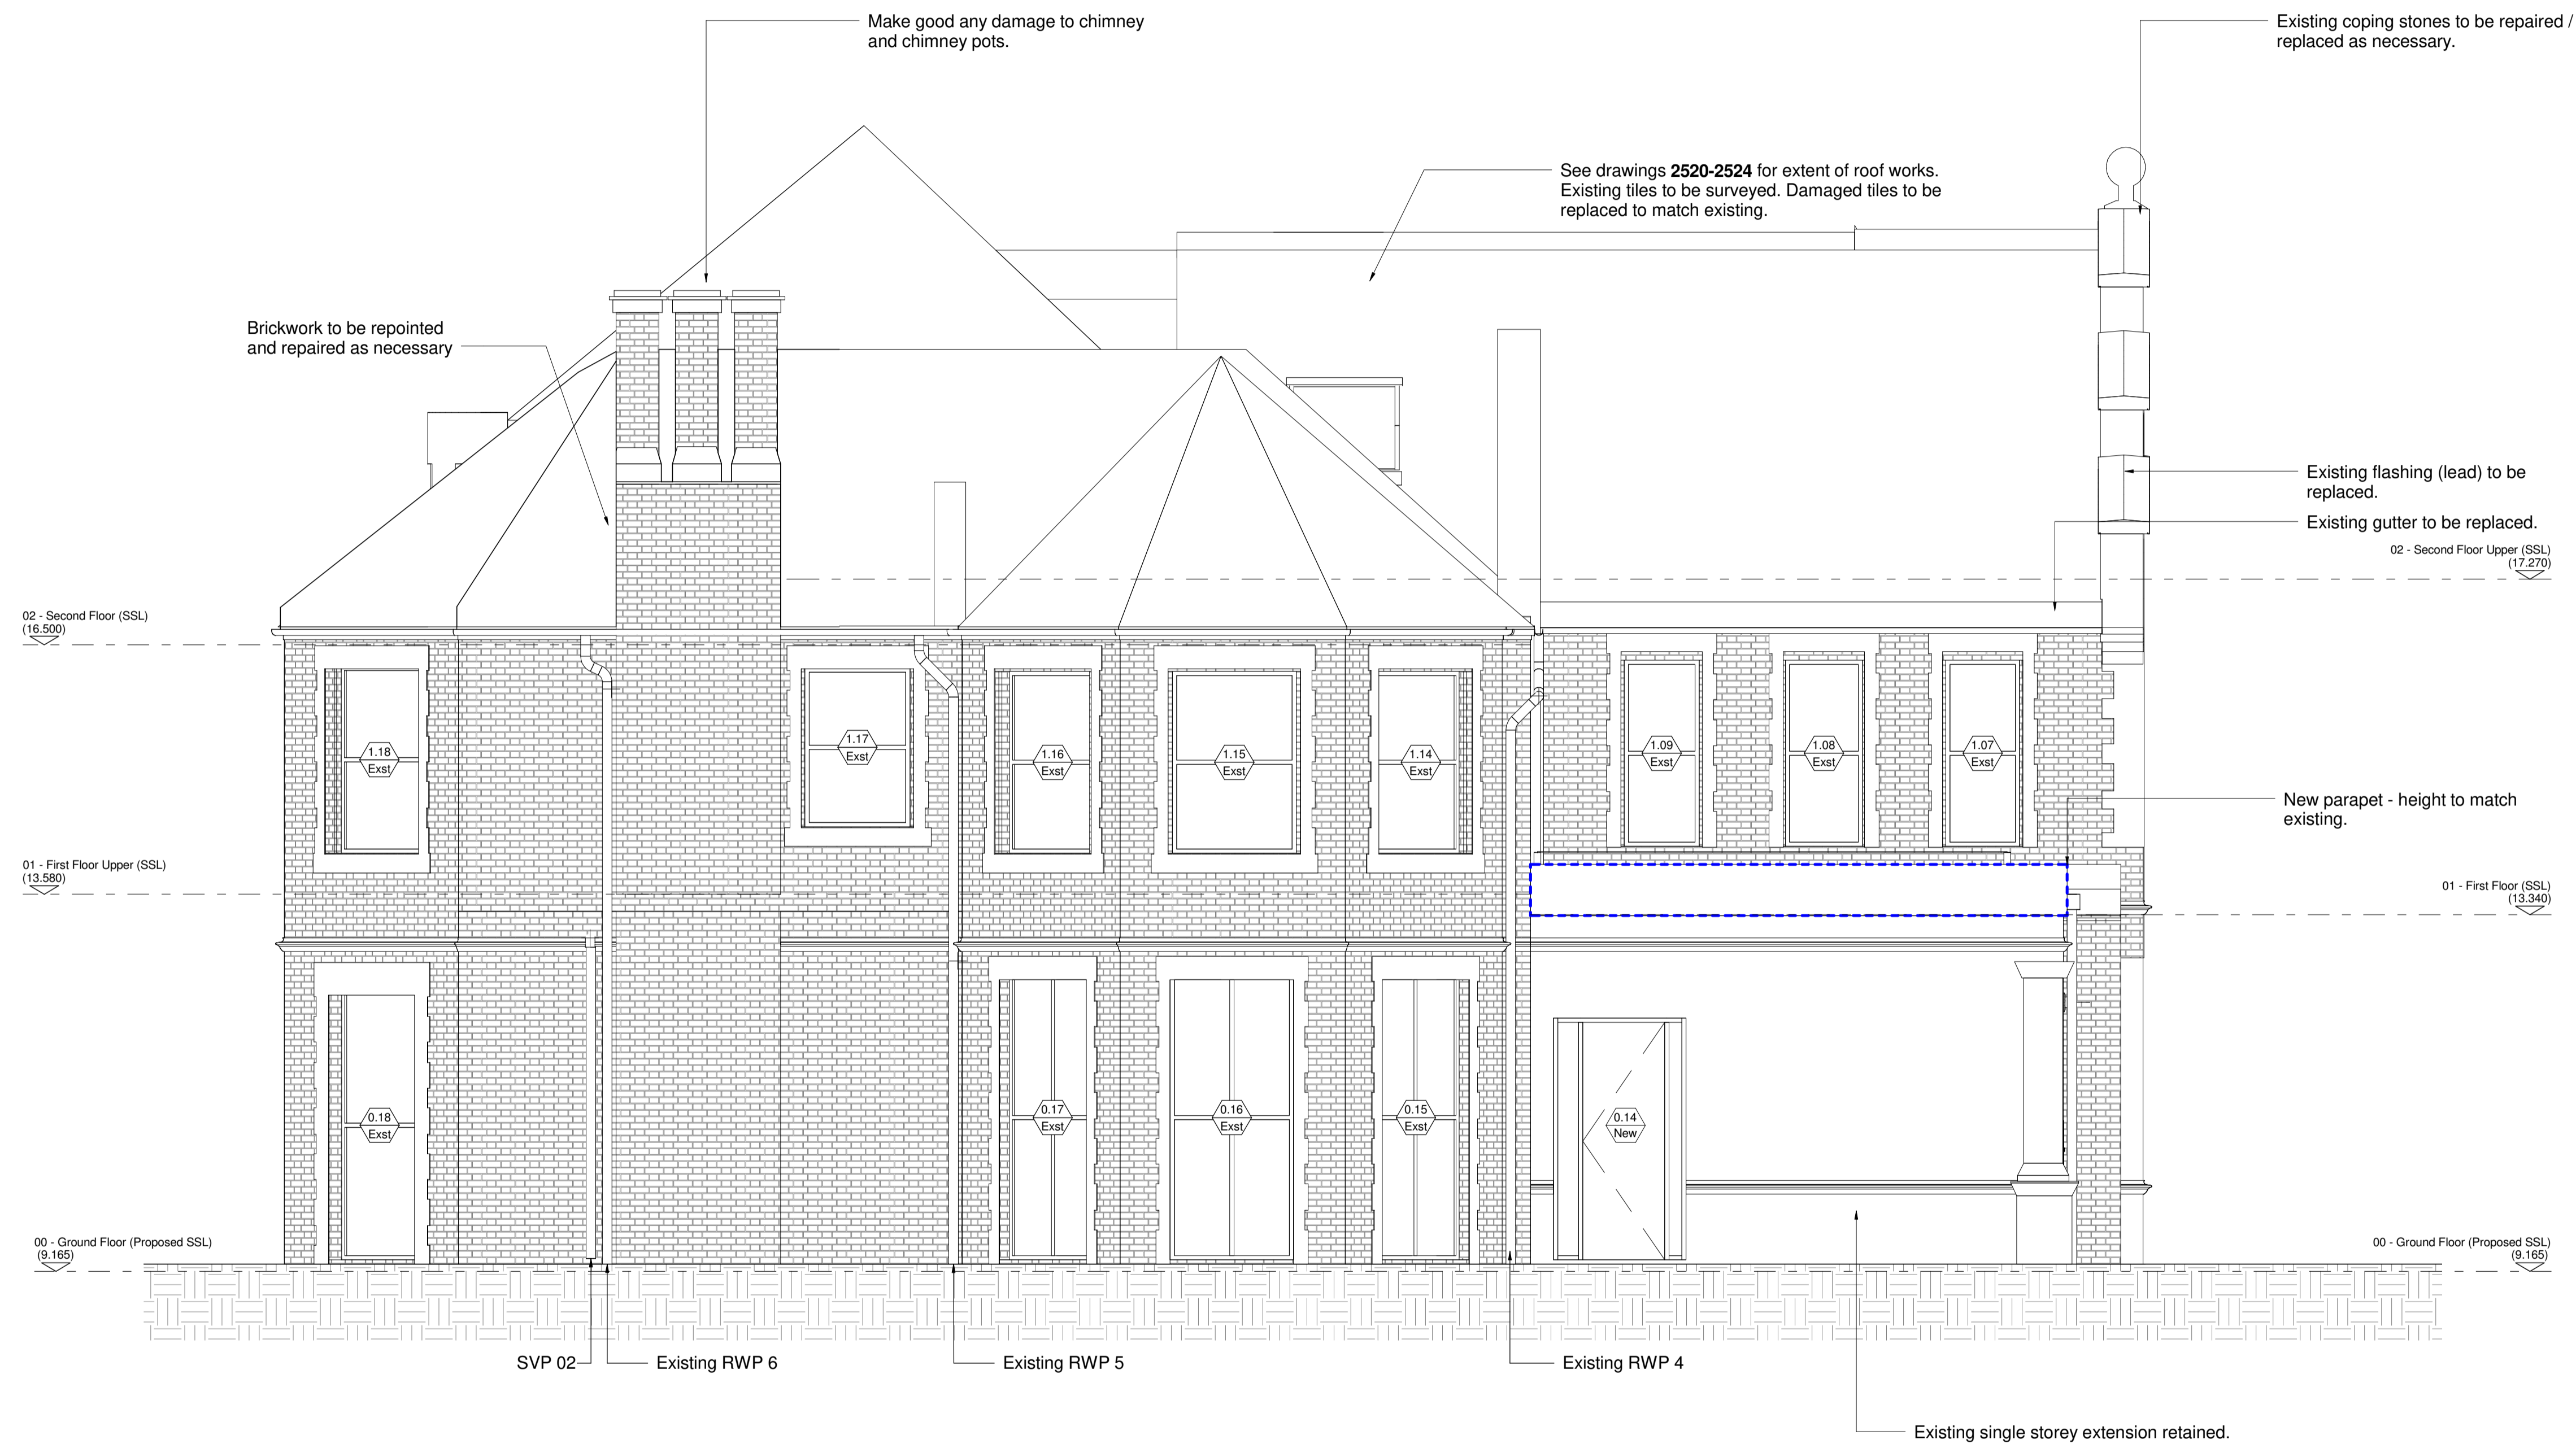 Make good any damage to chimney
and chimney pots.
Existing coping stones to be repaired /
replaced as necessary.
See drawings 2520-2524 for extent of roof works.
Existing tiles to be surveyed. Damaged tiles to be
replaced to match existing.
Brickwork to be repointed
and repaired as necessary
Existing flashing (lead) to be
replaced.
Existing gutter to be replaced.
02 - Second Floor Upper (SSL)
(17.270)
02 - Second Floor (SSL)
(16.500)
1.18
Exst
1.17
Exst
1.16
Exst
1.15
Exst
1.14
Exst
1.09
Exst
1.08
Exst
1.07
Exst
New parapet - height to match
existing.
01 - First Floor Upper (SSL)
(13.580)
01 - First Floor (SSL)
(13.340)
0.18
Exst
0.17
Exst
0.16
Exst
0.15
Exst
0.14
New
00 - Ground Floor (Proposed SSL)
(9.165)
00 - Ground Floor (Proposed SSL)
(9.165)
SVP 02
Existing RWP 6
Existing RWP 5
Existing RWP 4
Existing single storey extension retained.